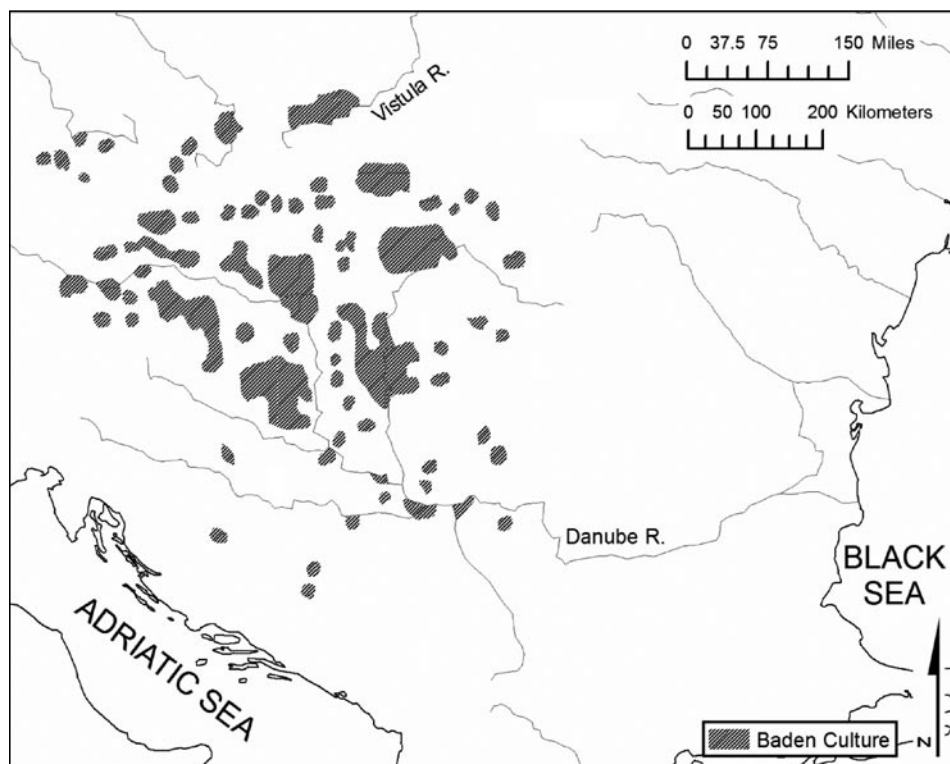 0 37.5 75 150 Miles
0 50 100 200 Kilometers
Vistula R.
Danube R.
BLACK
SEA
ADRIATIC SEA
Baden Culture
N